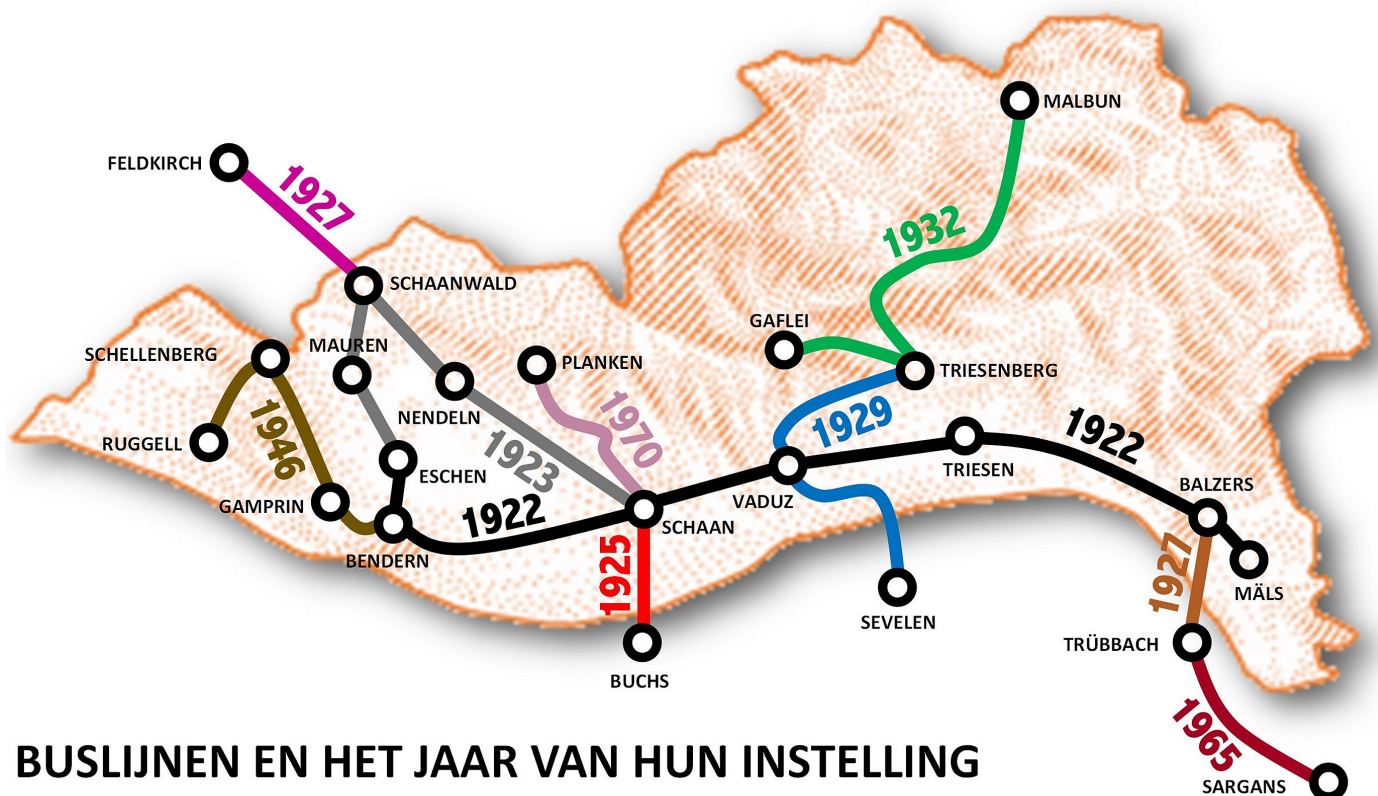 MALBUN
FELDKIRCH
1927
1932
SCHAANWALD
GAFLEI
MAUREN
SCHELLENBERG
PLANKEN
TRIESENBERG
NENDELN
1970
1929
1922
1946
RUGGELL
1923
ESCHEN
TRIESEN
BALZERS
GAMPRIN
1922
VADUZ
SCHAAN
BENDERN
1925
1927
MÄLS
SEVELEN
TRÜBBACH
BUCHS
1965
BUSLIJNEN EN HET JAAR VAN HUN INSTELLING
SARGANS